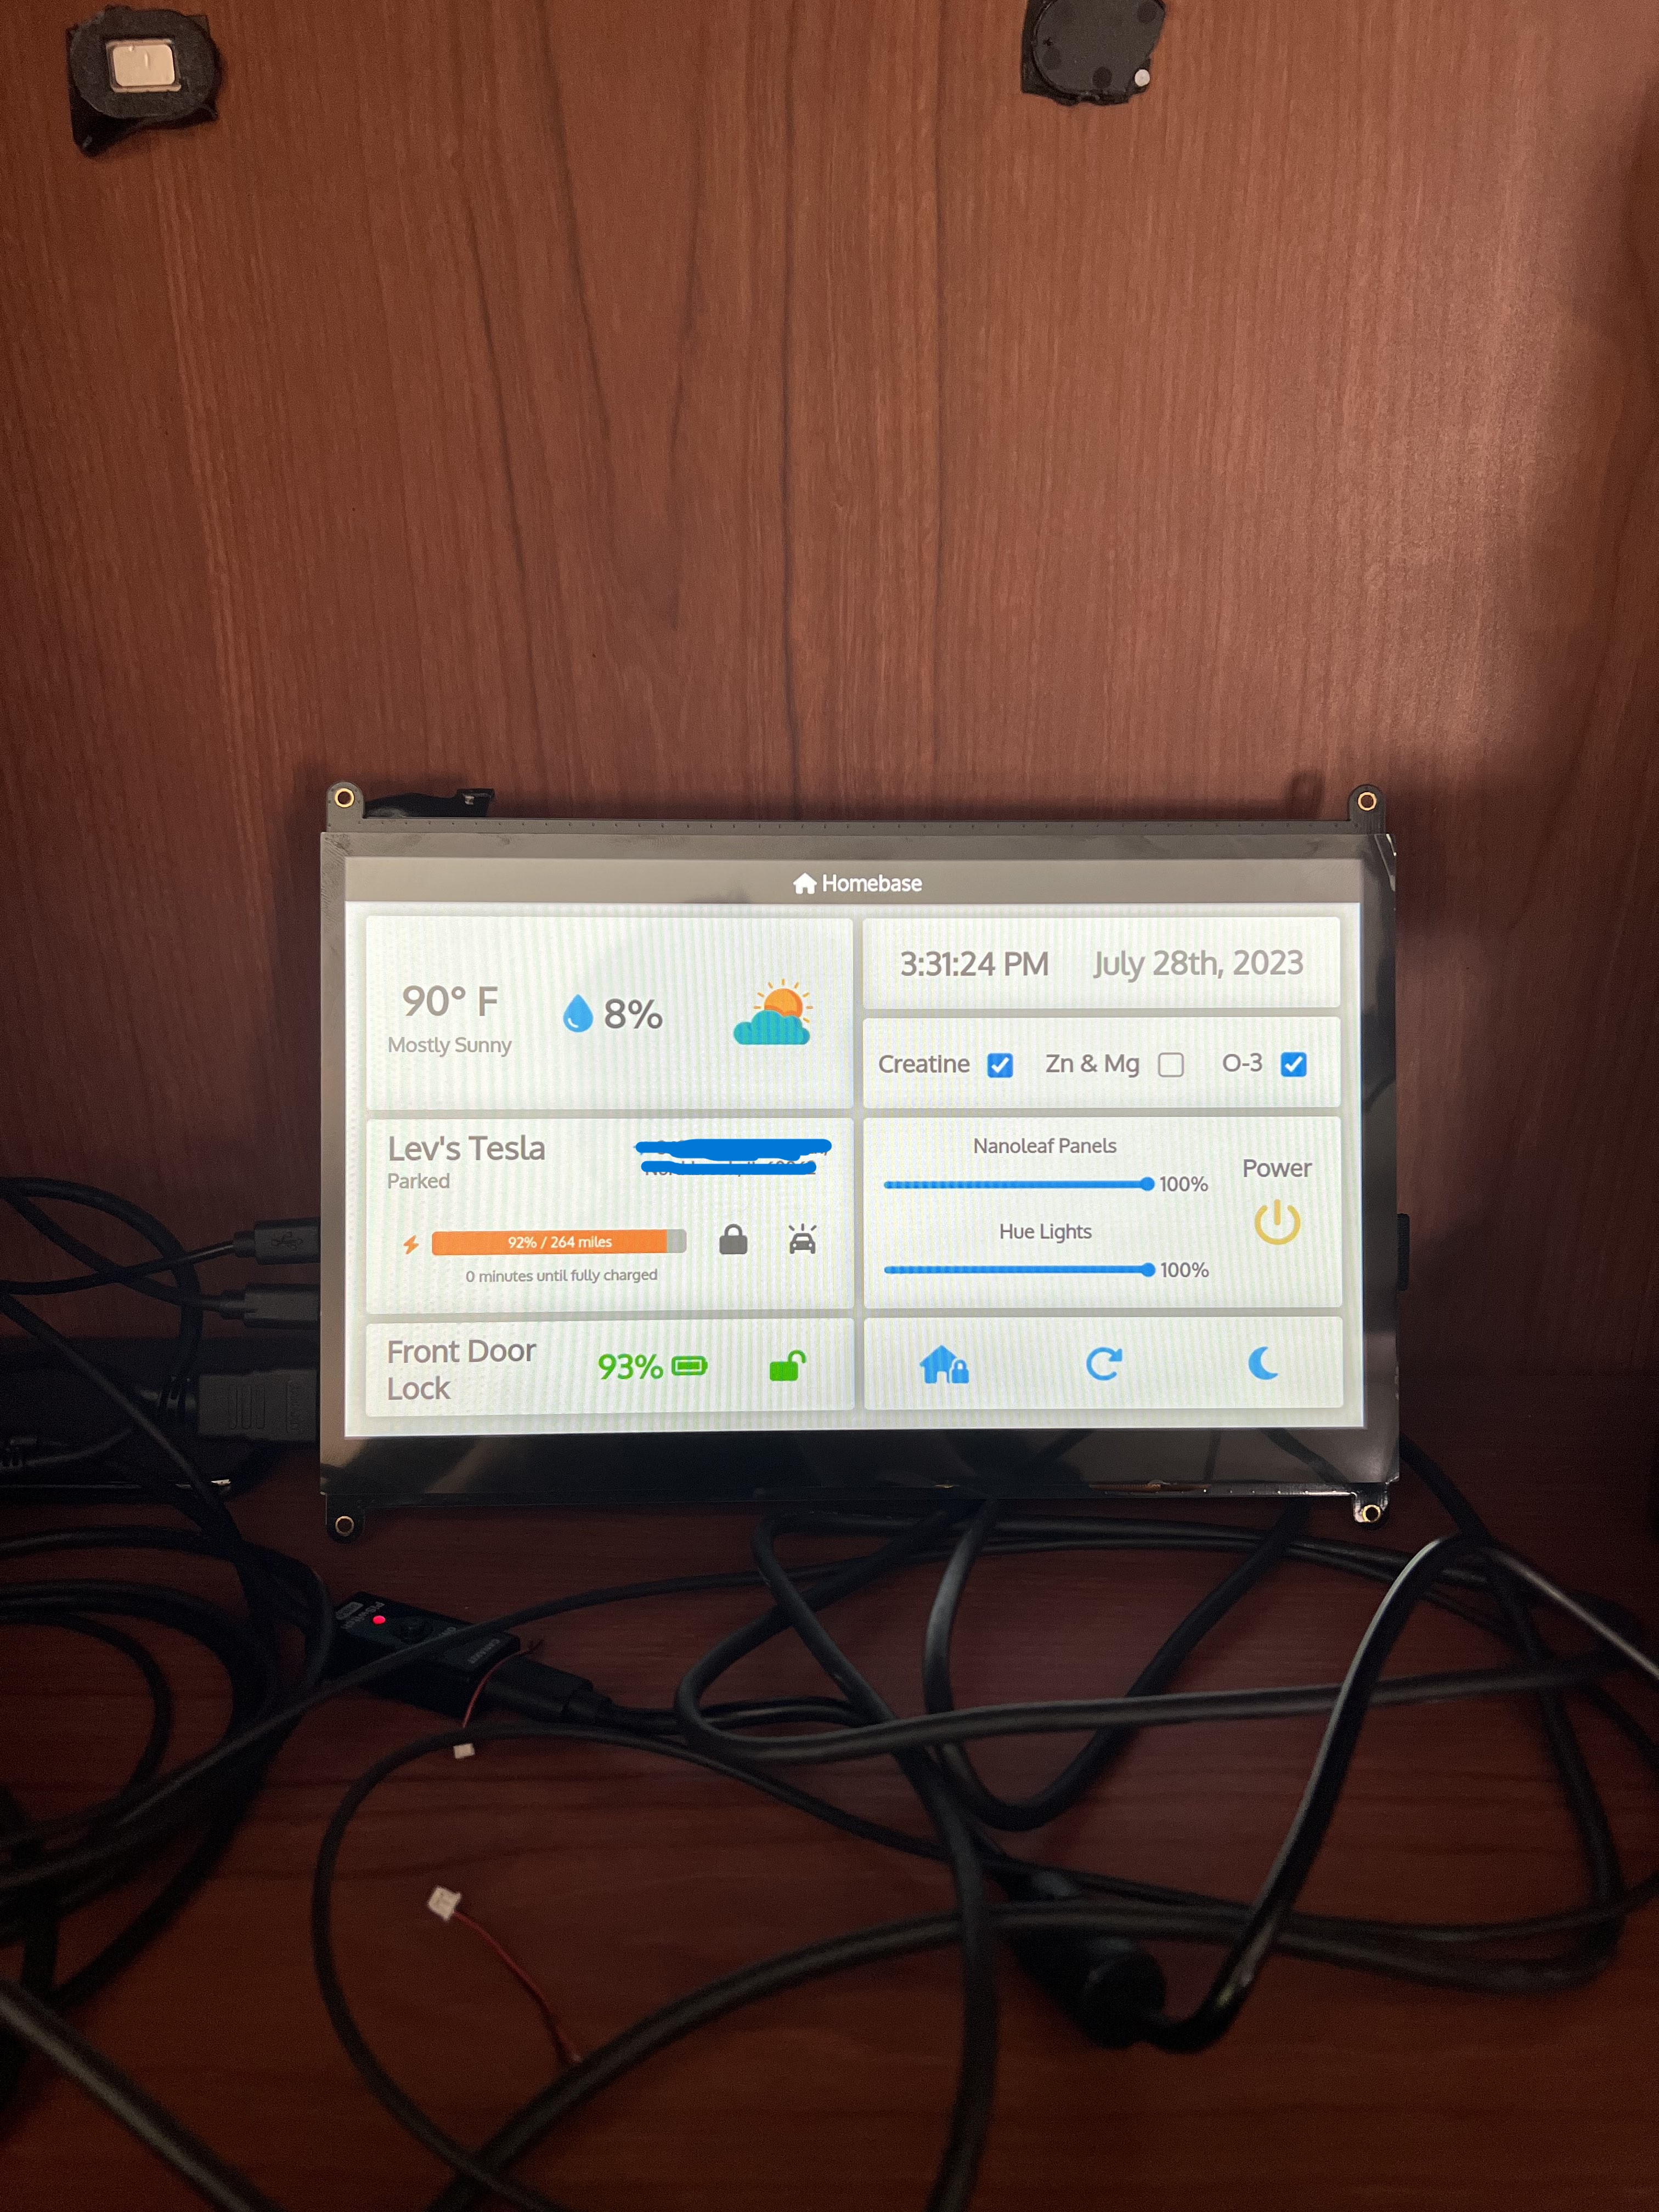 Homebase
90° F
Mostly Sunny
8%
3:31:24 PM July 28th, 2023
Creatine Zn & Mg O-3
Lev's Tesla
Parked
92% / 264 miles
0 minutes until fully charged
Nanoleaf Panels
100%
Hue Lights
100%
Power
Front Door
Lock
93%